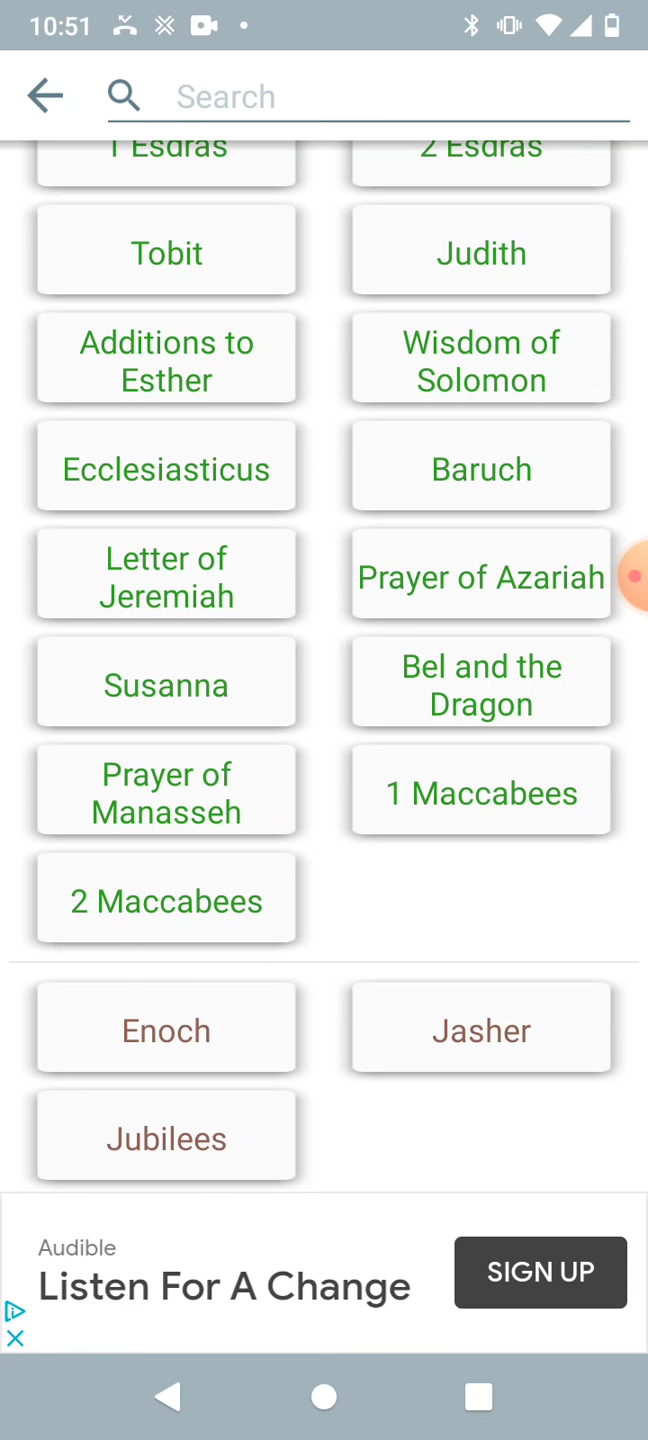 10:51
Search
1 Esdras
2 Esdras
Tobit
Judith
Additions to
Esther
Wisdom of
Solomon
Ecclesiasticus
Baruch
Letter of
Jeremiah
Prayer of Azariah
Susanna
Bel and the
Dragon
Prayer of
Manasseh
1 Maccabees
2 Maccabees
Enoch
Jasher
Jubilees
Audible
Listen For A Change
SIGN UP